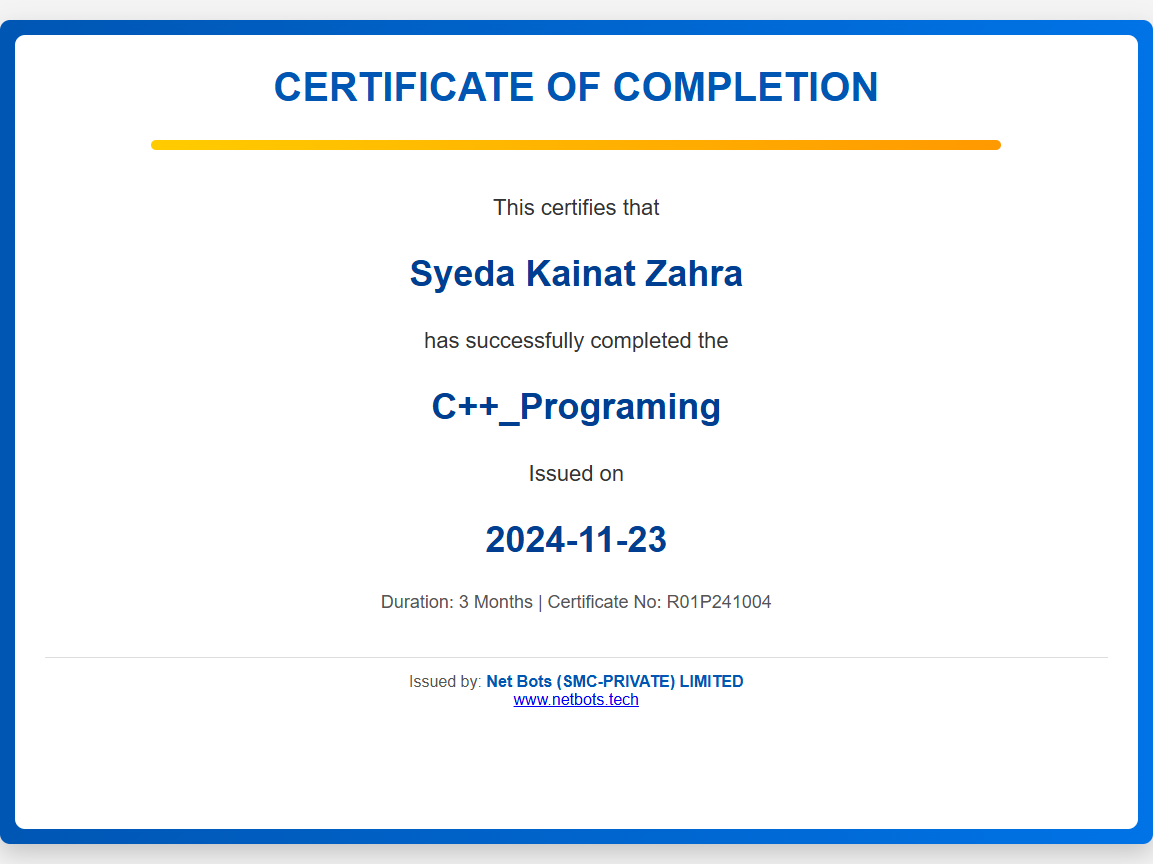 CERTIFICATE OF COMPLETION
This certifies that
Syeda Kainat Zahra
has successfully completed the
C++_Programing
Issued on
2024-11-23
Duration: 3 Months | Certificate No: R01P241004
Issued by: Net Bots (SMC-PRIVATE) LIMITED
www.netbots.tech